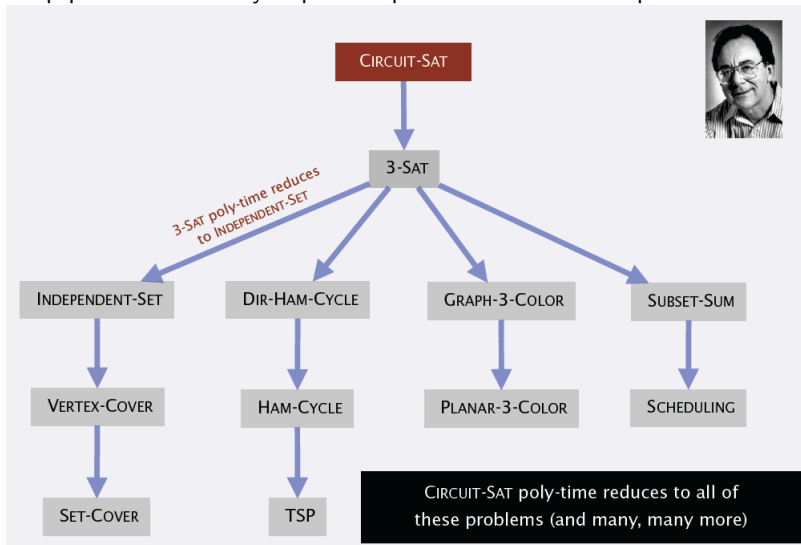 CIRCUIT-SAT
3-SAT
3-SAT poly-time reduces
to INDEPENDENT-SET
INDEPENDENT-SET
DIR-HAM-CYCLE
GRAPH-3-COLOR
SUBSET-SUM
VERTEX-COVER
HAM-CYCLE
PLANAR-3-COLOR
SCHEDULING
SET-COVER
TSP
CIRCUIT-SAT poly-time reduces to all of
these problems (and many, many more)